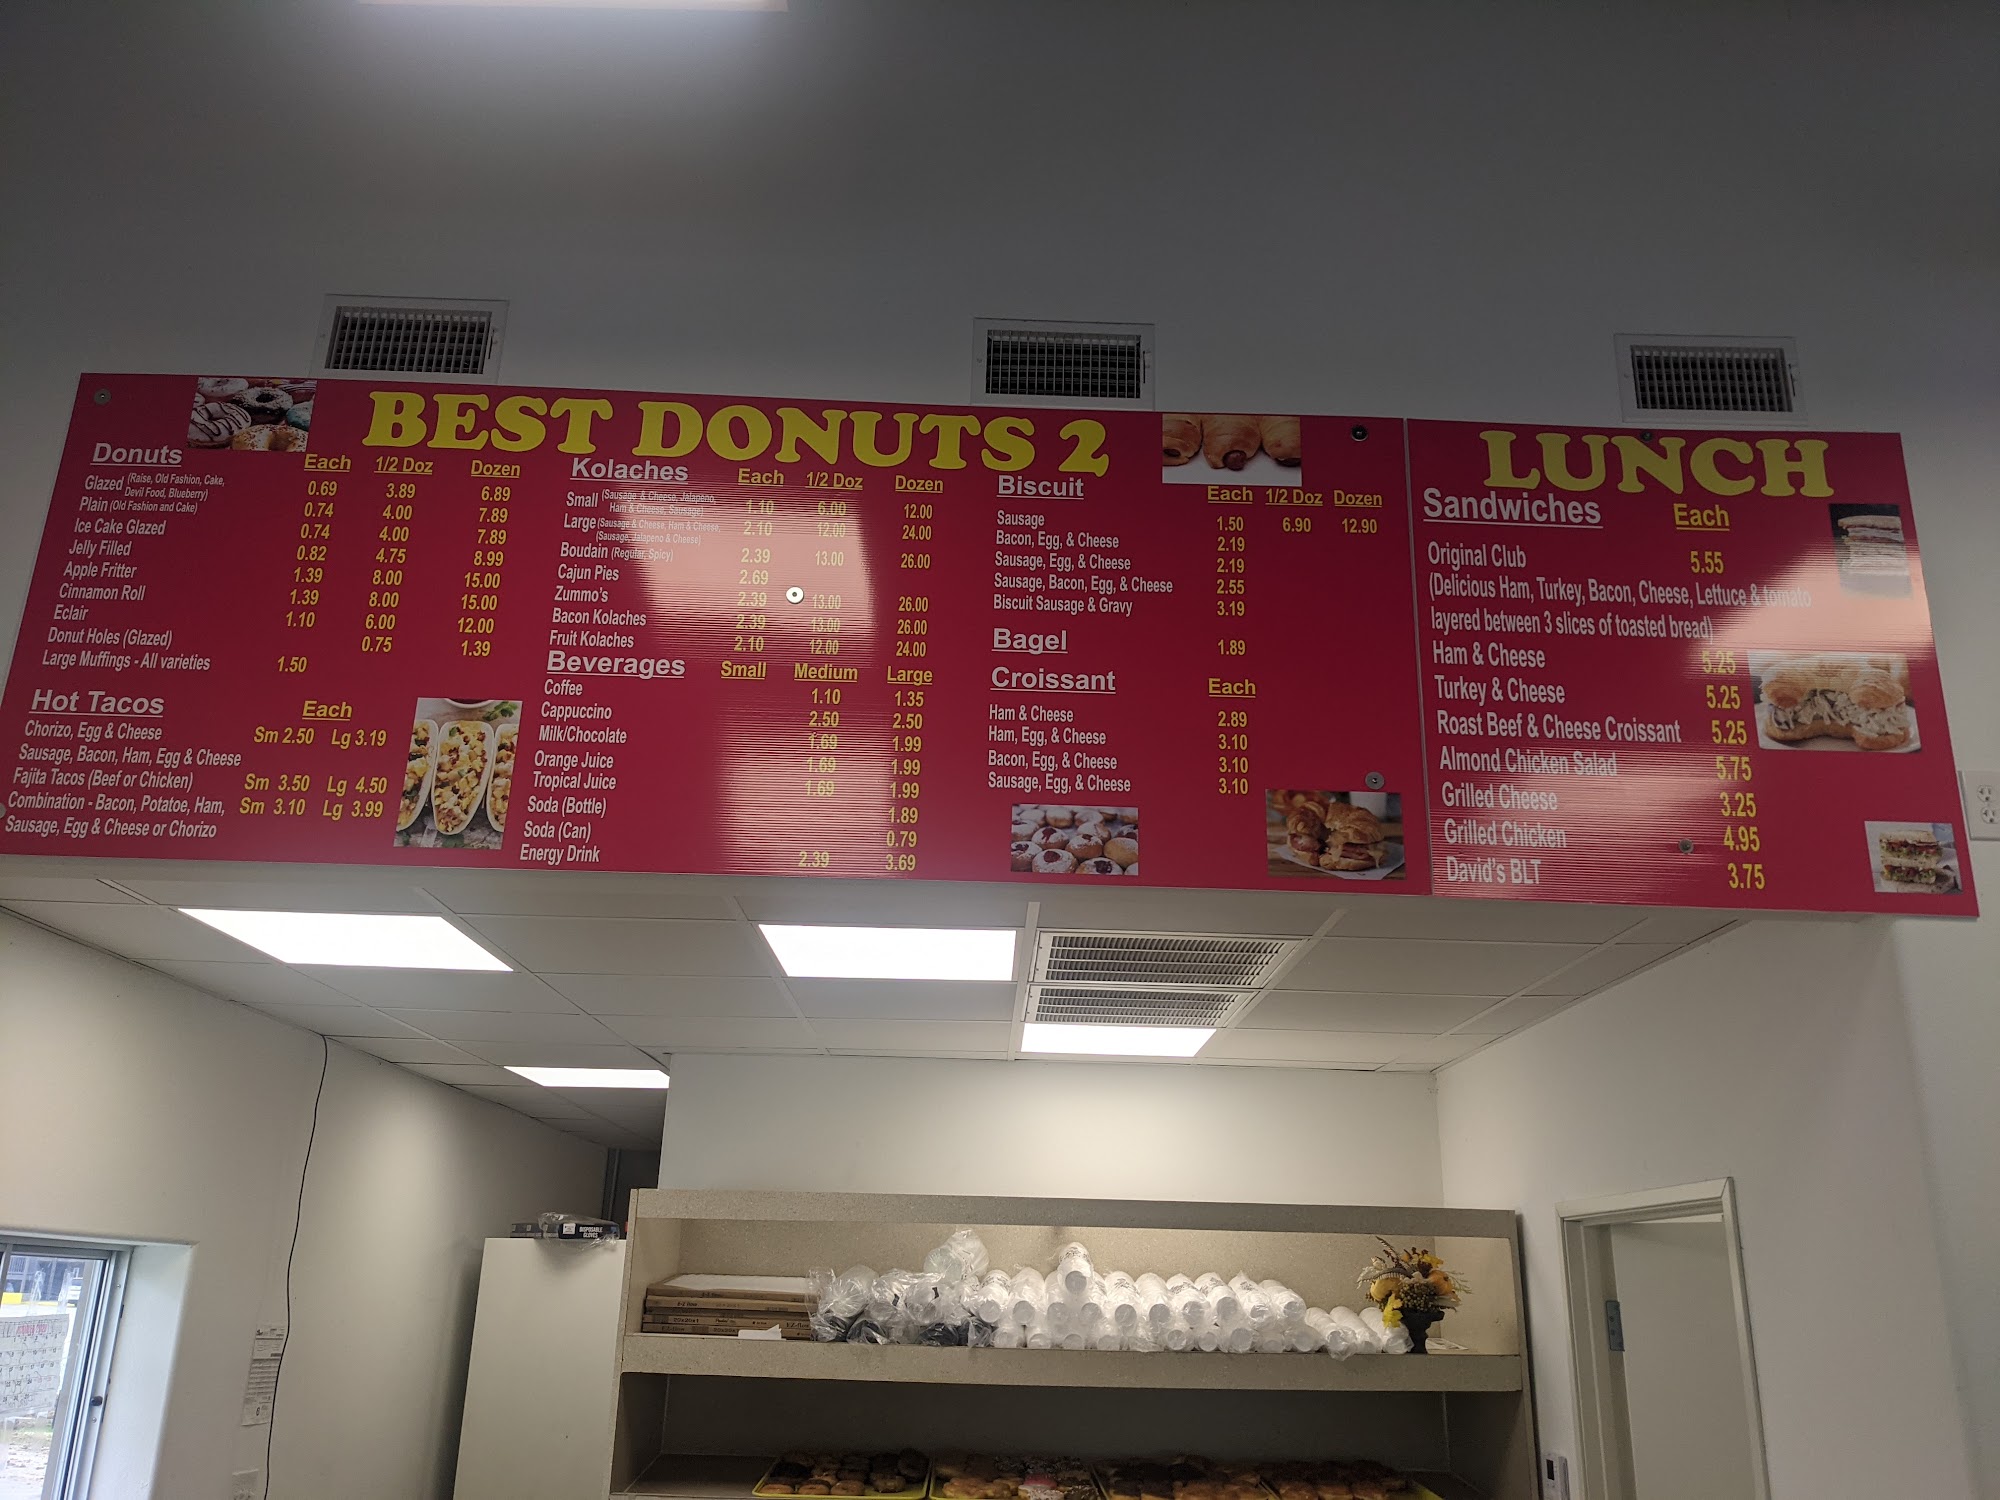 BEST DONUTS 2
Donuts Each 1/2 Doz Dozen
Glazed (Raise, Old Fashion, Cake, 0.69 3.89 6.89
Devil Food, Blueberry)
Plain (Old Fashion and Cake) 0.74 4.00 7.89
Ice Cake Glazed 0.74 4.00 7.89
Jelly Filled 0.82 4.75 8.99
Apple Fritter 1.39 8.00 15.00
Cinnamon Roll 1.39 8.00 15.00
Eclair 1.10 6.00 12.00
Donut Holes (Glazed) 0.75 1.39
Large Muffings - All varieties 1.50
Hot Tacos Each
Chorizo, Egg & Cheese Sm 2.50 Lg 3.19
Sausage, Bacon, Ham, Egg & Cheese
Fajita Tacos (Beef or Chicken) Sm 3.50 Lg 4.50
Combination - Bacon, Potatoe, Ham, Sm 3.10 Lg 3.99
Sausage, Egg & Cheese or Chorizo
Kolaches Each 1/2 Doz Dozen
Small (Sausage & Cheese, Jalapeno, 1.10 6.00 12.00
Ham & Cheese, Sausage)
Large (Sausage & Cheese, Ham & Cheese, 2.10 12.00 24.00
(Sausage, Jalapeno & Cheese)
Boudain (Regular, Spicy) 2.39 13.00 26.00
Cajun Pies 2.69
Zummo's 2.39 13.00 26.00
Bacon Kolaches 2.39 13.00 26.00
Fruit Kolaches 2.10 12.00 24.00
Beverages Small Medium Large
Coffee 1.10 1.35
Cappuccino 2.50 2.50
Milk/Chocolate 1.69 1.99
Orange Juice 1.69 1.99
Tropical Juice 1.69 1.99
Soda (Bottle) 1.89
Soda (Can) 0.79
Energy Drink 2.39 3.69
Biscuit Each 1/2 Doz Dozen
Sausage 1.50 6.90 12.90
Bacon, Egg, & Cheese 2.19
Sausage, Egg, & Cheese 2.19
Sausage, Bacon, Egg, & Cheese 2.55
Biscuit Sausage & Gravy 3.19
Bagel 1.89
Croissant Each
Ham & Cheese 2.89
Ham, Egg, & Cheese 3.10
Bacon, Egg, & Cheese 3.10
Sausage, Egg, & Cheese 3.10
LUNCH
Sandwiches Each
Original Club 5.55
(Delicious Ham, Turkey, Bacon, Cheese, Lettuce & tomato
layered between 3 slices of toasted bread)
Ham & Cheese 5.25
Turkey & Cheese 5.25
Roast Beef & Cheese Croissant 5.25
Almond Chicken Salad 5.75
Grilled Cheese 3.25
Grilled Chicken 4.95
David's BLT 3.75
DISPOSABLE
GLOVES